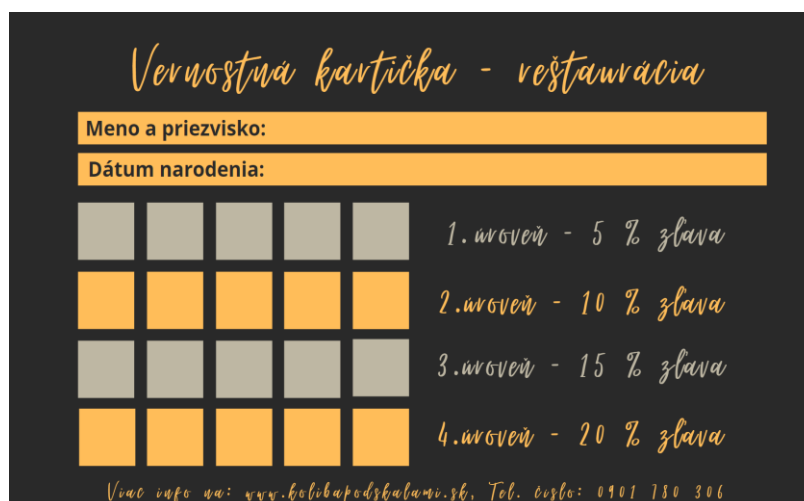 Vernostná kartička - reštaurácia
Meno a priezvisko:
Dátum narodenia:
1.úroveň - 5 % zľava
2.úroveň - 10 % zľava
3.úroveň - 15 % zľava
4.úroveň - 20 % zľava
Viac info na: www.kolibapodskalami.sk, Tel. číslo: 0901 780 306